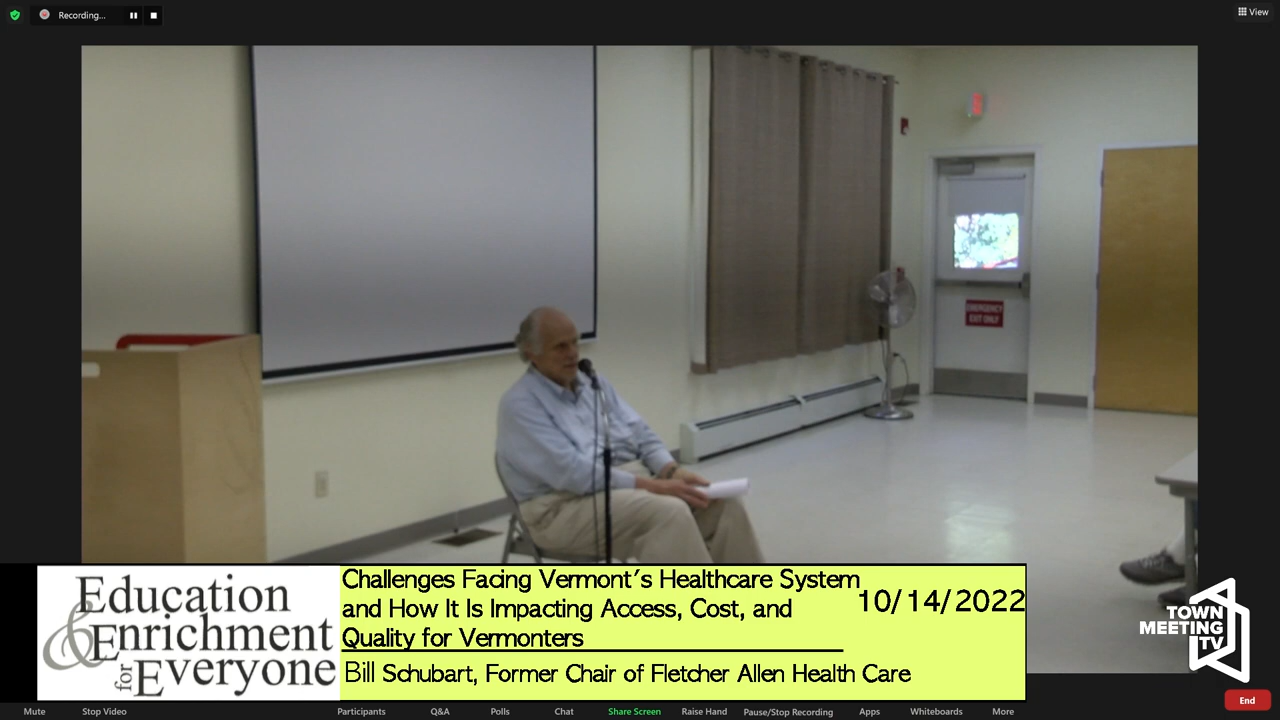 Recording...
View
EMERGENCY
EXIT ONLY
Education
& Enrichment
for Everyone
Challenges Facing Vermont's Healthcare System
and How It Is Impacting Access, Cost, and
Quality for Vermonters
10/14/2022
Bill Schubart, Former Chair of Fletcher Allen Health Care
TOWN
MEETING
TV
End
Mute
Stop Video
Participants
Q&A
Polls
Chat
Share Screen
Raise Hand
Pause/Stop Recording
Apps
Whiteboards
More